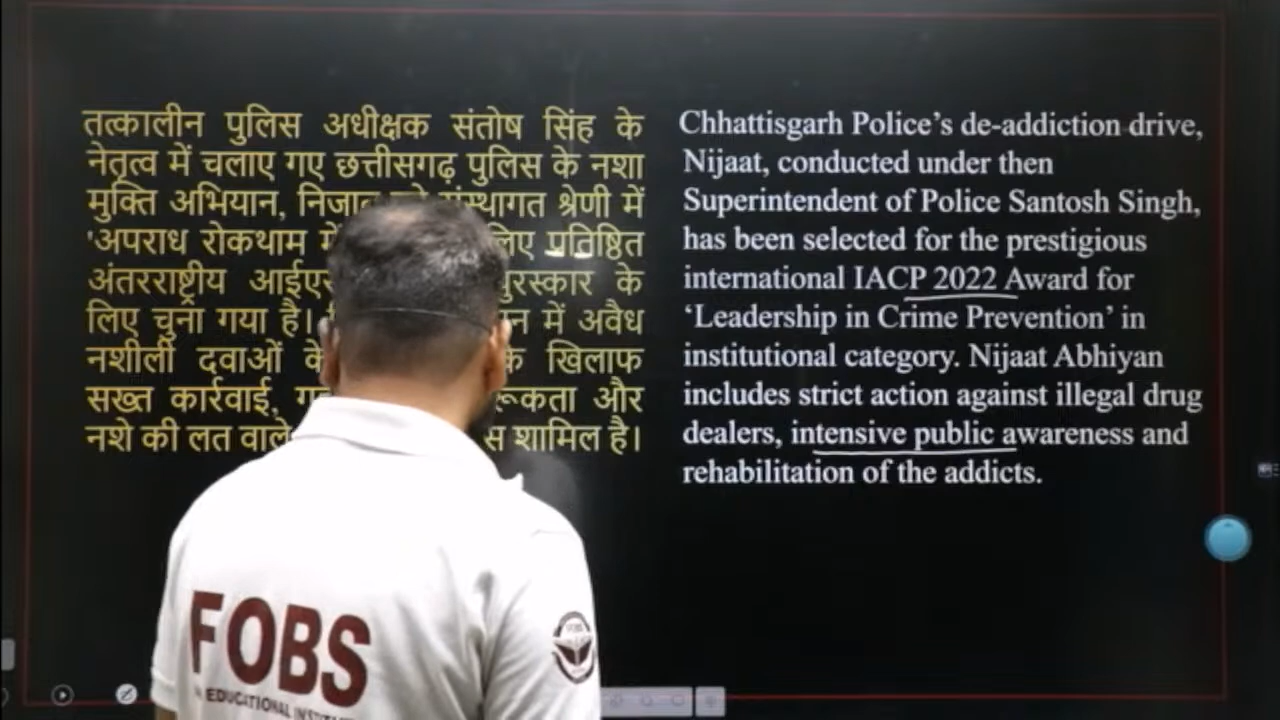 तत्कालीन पुलिस अधीक्षक संतोष सिंह के
नेतृत्व में चलाए गए छत्तीसगढ़ पुलिस के नशा
मुक्ति अभियान, श्रेणी में
'अपराध रोकथाम में लिए प्रतिष्ठित
अंतरराष्ट्रीय पुरस्कार के
लिए चुना गया है। में अवैध
नशीली दवाओं के खिलाफ
सख्त कार्रवाई, और
नशे की लत वाले शामिल है।
Chhattisgarh Police’s de-addiction drive,
Nijaat, conducted under then
Superintendent of Police Santosh Singh,
has been selected for the prestigious
international IACP 2022 Award for
‘Leadership in Crime Prevention’ in
institutional category. Nijaat Abhiyan
includes strict action against illegal drug
dealers, intensive public awareness and
rehabilitation of the addicts.
FOBS
EDUCATIONAL